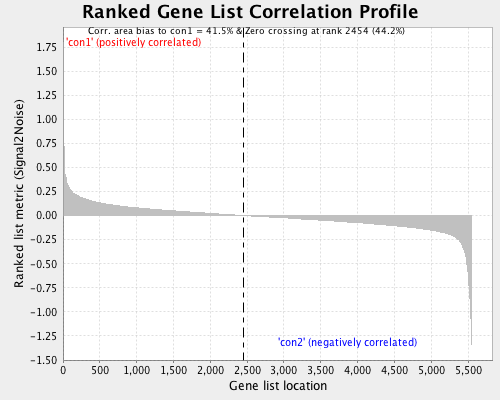 Ranked Gene List Correlation Profile
Corr. area bias to con1 = 41.5% & Zero crossing at rank 2454 (44.2%)
'con1' (positively correlated)
1.75
1.50
1.25
1.00
0.75
0.50
0.25
0.00
-0.25
-0.50
-0.75
-1.00
-1.25
-1.50
Ranked list metric (Signal2Noise)
'con2' (negatively correlated)
0 500 1,000 1,500 2,000 2,500 3,000 3,500 4,000 4,500 5,000 5,500
Gene list location